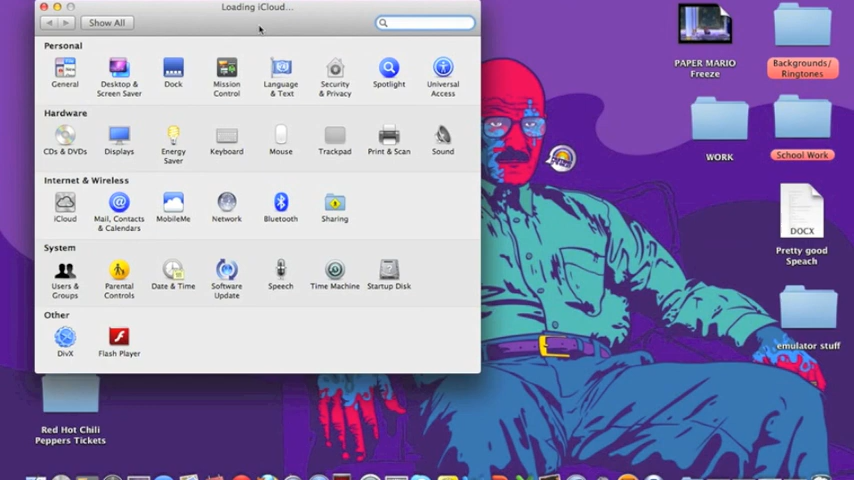 Loading iCloud...
Show All
Personal
General
Desktop &
Screen Saver
Dock
Mission
Control
Language
& Text
Security
& Privacy
Spotlight
Universal
Access
Hardware
CDs & DVDs
Displays
Energy
Saver
Keyboard
Mouse
Trackpad
Print & Scan
Sound
Internet & Wireless
iCloud
Mail, Contacts
& Calendars
MobileMe
Network
Bluetooth
Sharing
System
Users &
Groups
Parental
Controls
Date & Time
Software
Update
Speech
Time Machine
Startup Disk
Other
DivX
Flash Player
PAPER MARIO
Freeze
Backgrounds/
Ringtones
WORK
School Work
DOCX
Pretty good
Speach
emulator stuff
Red Hot Chili
Peppers Tickets